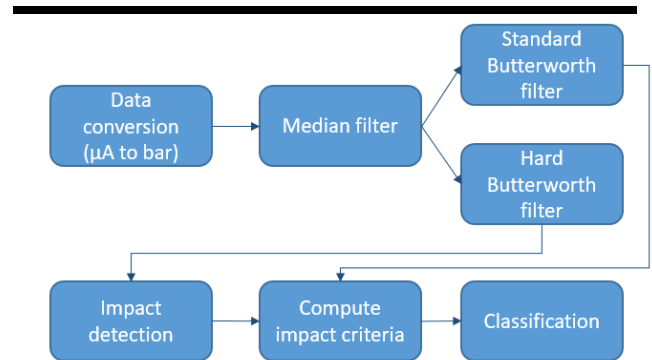 Data
conversion
(µA to bar)
Median filter
Standard
Butterworth
filter
Hard
Butterworth
filter
Impact
detection
Compute
impact criteria
Classification